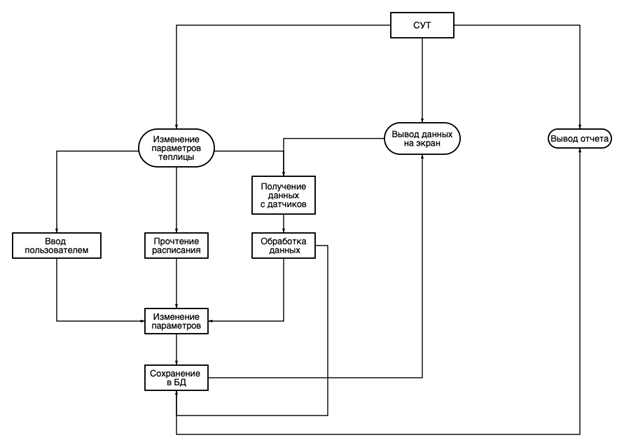 СУТ
Изменение
параметров
теплицы
Вывод данных
на экран
Вывод отчета
Получение
данных
с датчиков
Ввод
пользователем
Прочтение
расписания
Обработка
данных
Изменение
параметров
Сохранение
в БД